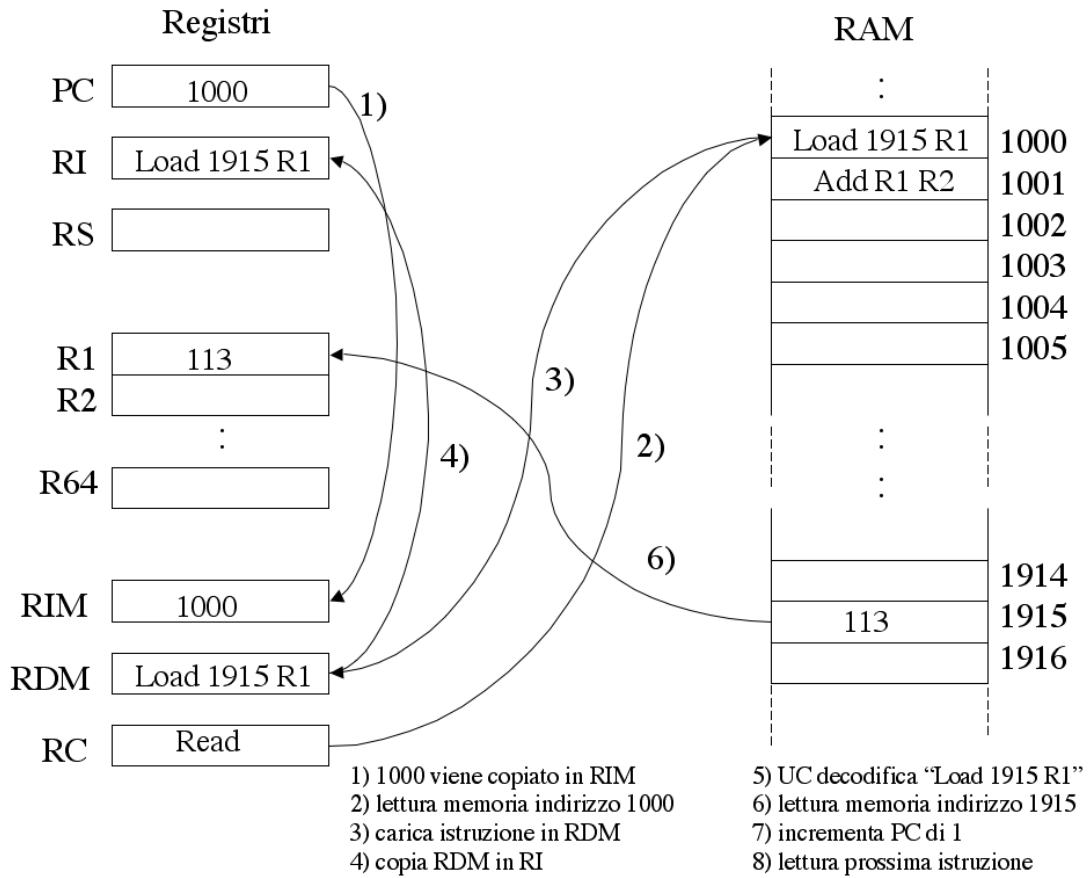 Registri
RAM
PC 1000
1)
RI Load 1915 R1
RS
R1 113
R2
:
R64
RIM 1000
RDM Load 1915 R1
RC Read
4)
3)
2)
6)
:
Load 1915 R1 1000
Add R1 R2 1001
1002
1003
1004
1005
: :
: :
1914
113 1915
1916
1) 1000 viene copiato in RIM
2) lettura memoria indirizzo 1000
3) carica istruzione in RDM
4) copia RDM in RI
5) UC decodifica “Load 1915 R1”
6) lettura memoria indirizzo 1915
7) incrementa PC di 1
8) lettura prossima istruzione